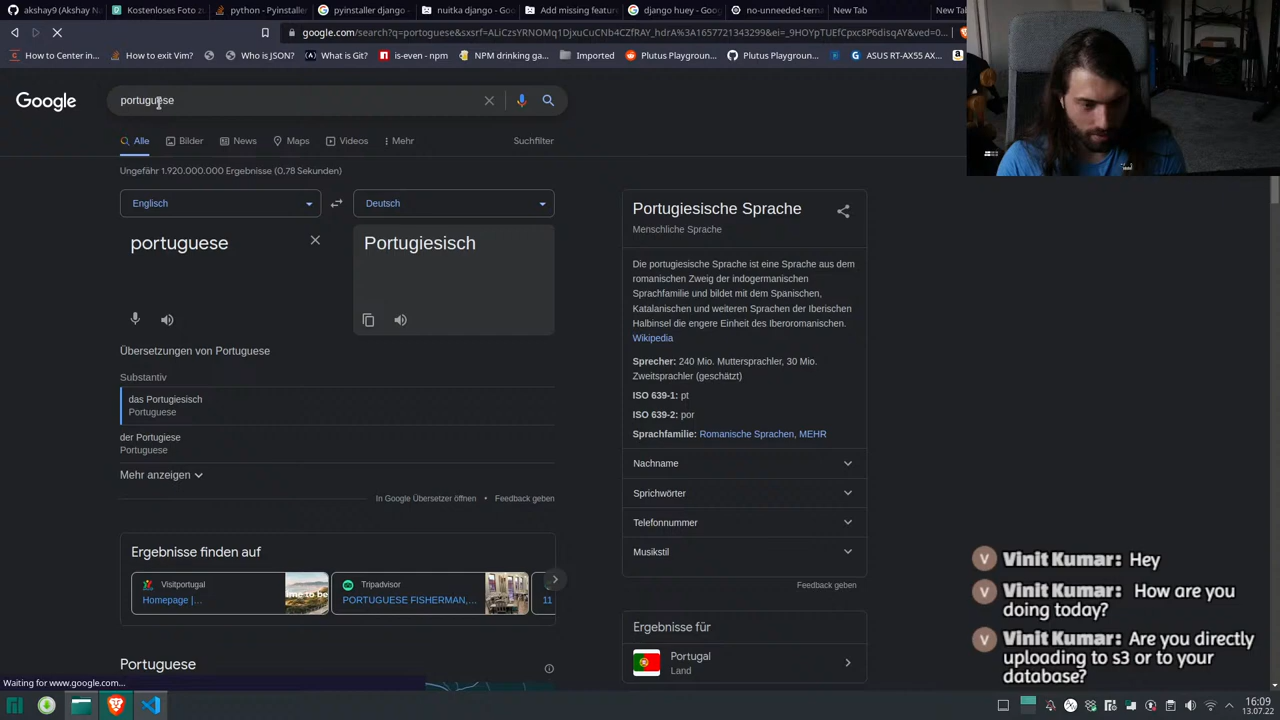 akshay9 (Akshay Na
Kostenloses Foto zu
python - Pyinstaller
pyinstaller django -
nuitka django - Goo
Add missing feature
django huey - Goog
no-unneeded-ternar
New Tab
New Tab
google.com/search?q=portuguese&sxsrf=ALiCzsYRNOMq1DjxuCuCNb4CZfRAY_hdrA%3A1657721343299&ei=_9HOYpTUEfCpxc8P6disqAY&ved=0...
How to Center in...
How to exit Vim?
What is JSON?
What is Git?
is-even - npm
NPM drinking ga...
Reddit
Plutus Playgroun...
Plutus Playgroun...
ASUS RT-AX55 AX...
Google
portuguese
Alle
Bilder
News
Maps
Videos
Mehr
Suchfilter
Ungefähr 1.920.000.000 Ergebnisse (0,78 Sekunden)
Englisch
Deutsch
portuguese
Portugiesisch
Übersetzungen von Portuguese
Substantiv
das Portugiesisch
Portuguese
der Portugiese
Portuguese
Mehr anzeigen
In Google Übersetzer öffnen • Feedback geben
Ergebnisse finden auf
Visitportugal
Homepage |...
ime to be
Tripadvisor
PORTUGUESE FISHERMAN,...
11
Portuguese
Portugiesische Sprache
Menschliche Sprache
Die portugiesische Sprache ist eine Sprache aus dem
romanischen Zweig der indogermanischen
Sprachfamilie und bildet mit dem Spanischen,
Katalanischen und weiteren Sprachen der Iberischen
Halbinsel die engere Einheit des Iberoromanischen.
Wikipedia
Sprecher: 240 Mio. Muttersprachler, 30 Mio.
Zweitsprachler (geschätzt)
ISO 639-1: pt
ISO 639-2: por
Sprachfamilie: Romanische Sprachen, MEHR
Nachname
Sprichwörter
Telefonnummer
Musikstil
Feedback geben
Ergebnisse für
Portugal
Land
V Vinit Kumar: Hey
V Vinit Kumar: How are you
doing today?
V Vinit Kumar: Are you directly
uploading to s3 or to your
database?
Waiting for www.google.com...
16:09
13.07.22